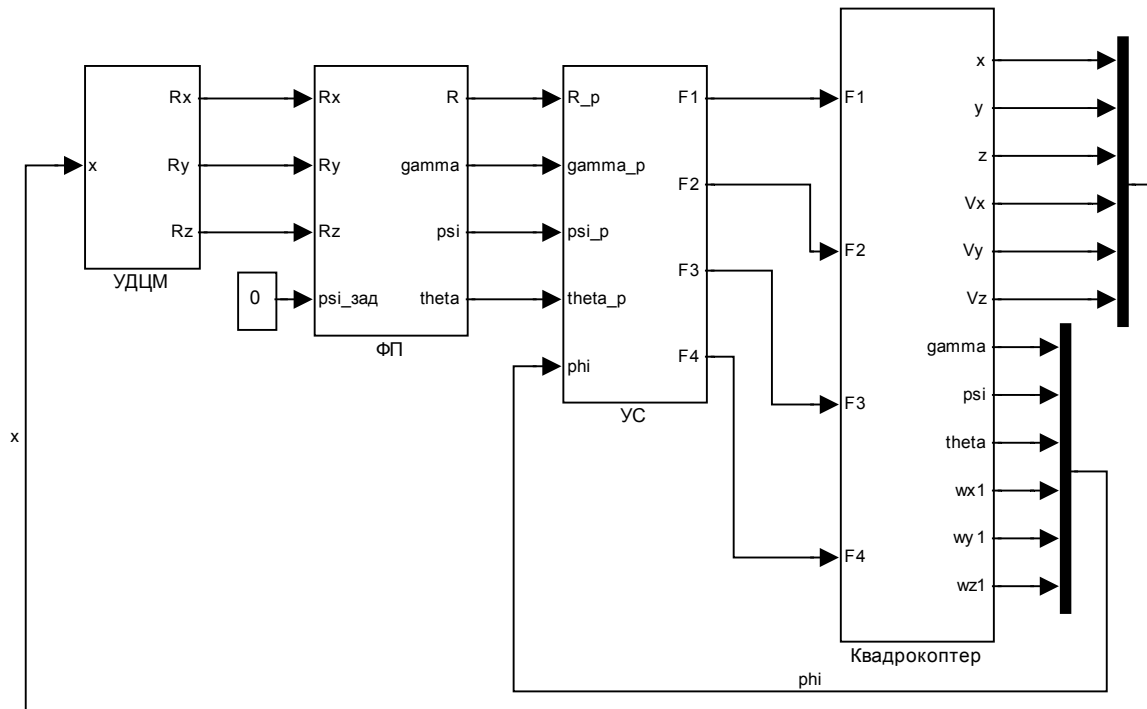 x
Rx
Ry
Rz
УДЦМ
0
Rx
Ry
Rz
psi_зад
R
gamma
psi
theta
ФП
R_p
gamma_p
psi_p
theta_p
phi
F1
F2
F3
F4
УС
F1
F2
F3
F4
x
y
z
Vx
Vy
Vz
gamma
psi
theta
wx1
wy1
wz1
Квадрокоптер
x
phi